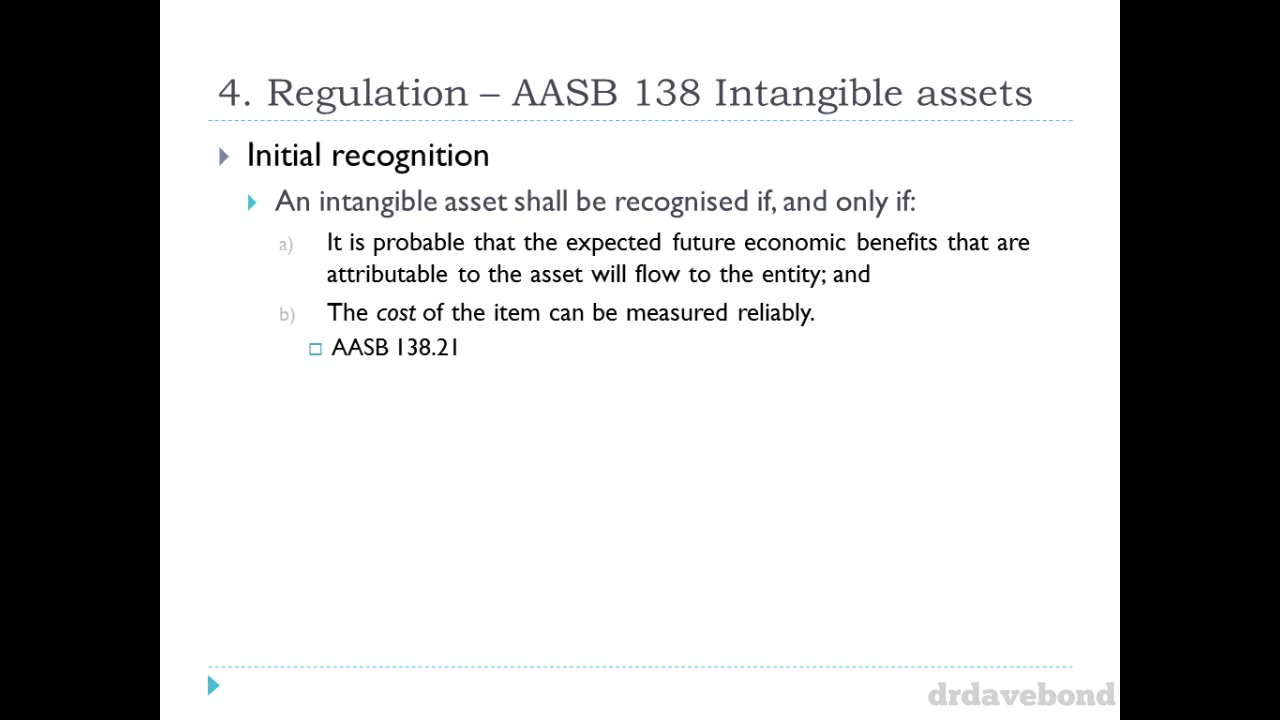 4. Regulation – AASB 138 Intangible assets
Initial recognition
An intangible asset shall be recognised if, and only if:
a) It is probable that the expected future economic benefits that are
attributable to the asset will flow to the entity; and
b) The cost of the item can be measured reliably.
AASB 138.21
drdavebond